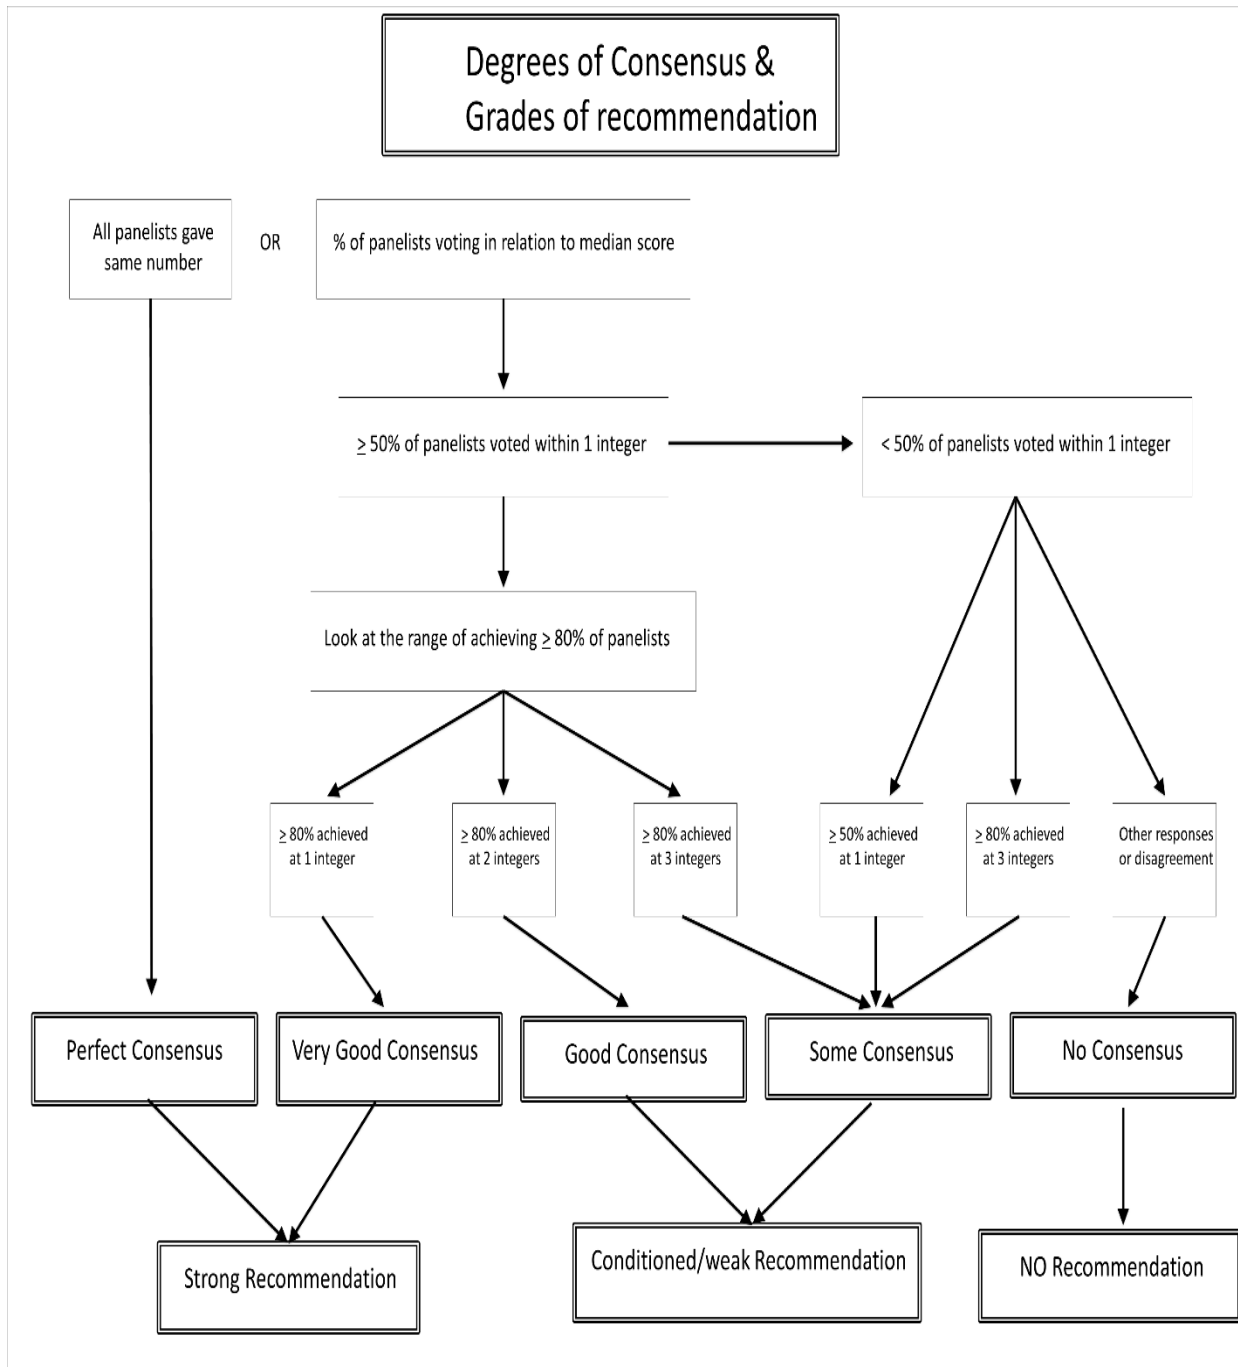 Degrees of Consensus &
Grades of recommendation
All panelists gave
same number
OR
% of panelists voting in relation to median score
≥ 50% of panelists voted within 1 integer
< 50% of panelists voted within 1 integer
Look at the range of achieving ≥ 80% of panelists
≥ 80% achieved
at 1 integer
≥ 80% achieved
at 2 integers
≥ 80% achieved
at 3 integers
≥ 50% achieved
at 1 integer
≥ 80% achieved
at 3 integers
Other responses
or disagreement
Perfect Consensus
Very Good Consensus
Good Consensus
Some Consensus
No Consensus
Strong Recommendation
Conditioned/weak Recommendation
NO Recommendation